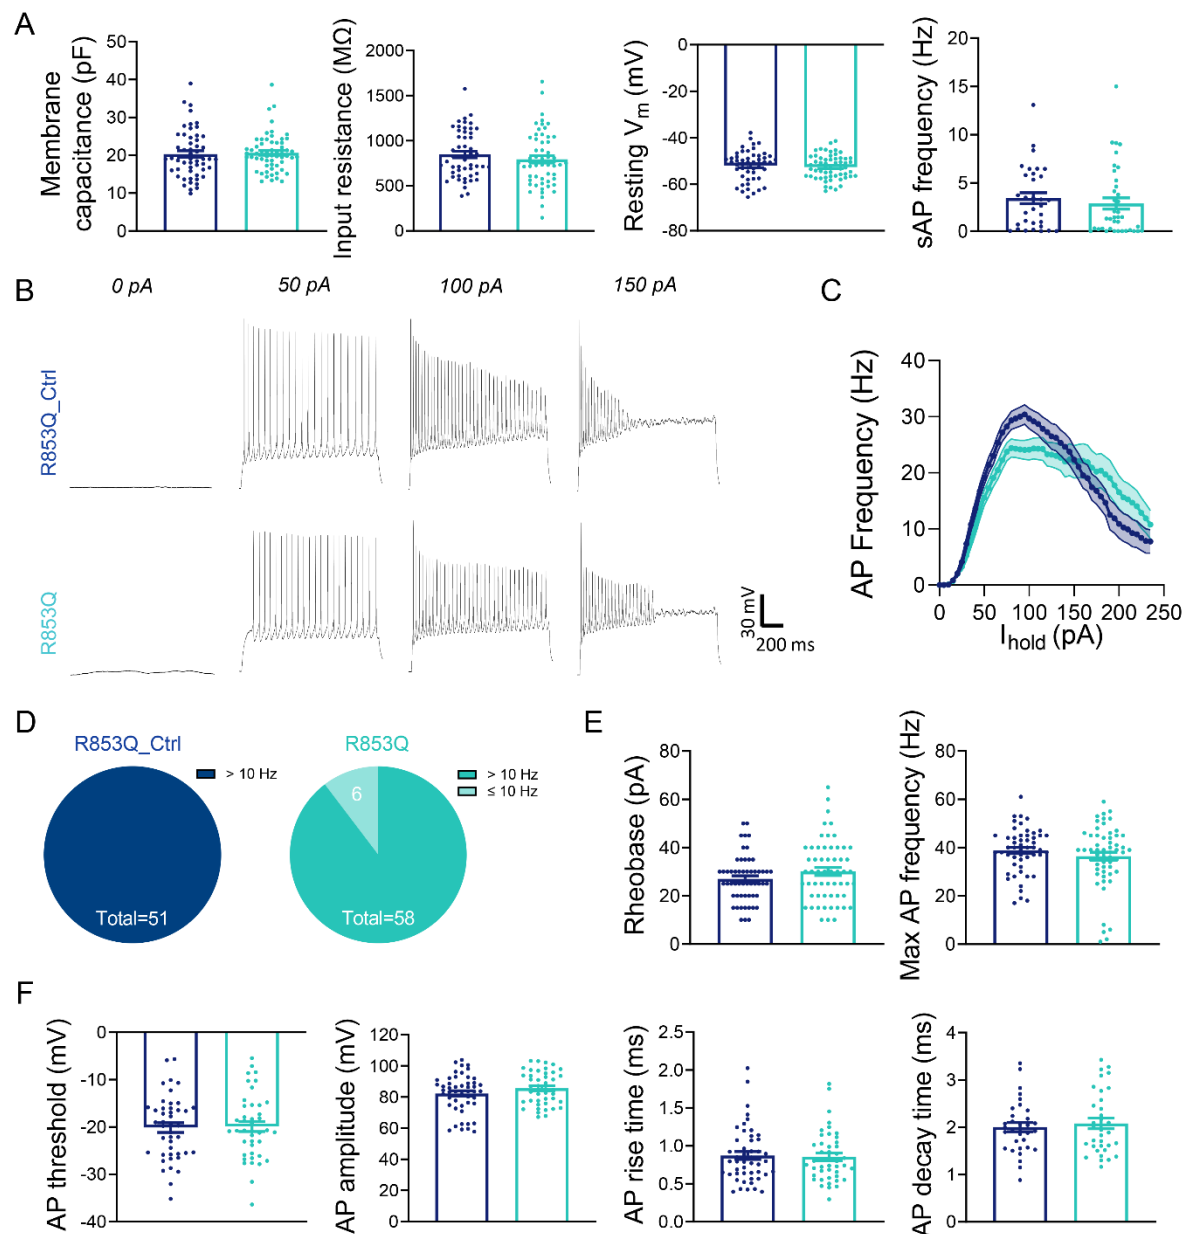 A
Membrane
capacitance (pF)
50
40
30
20
10
0
Input resistance (MΩ)
2000
1500
1000
500
0
Resting Vm (mV)
0
-20
-40
-60
-80
sAP frequency (Hz)
20
15
10
5
0
B
0 pA
50 pA
100 pA
150 pA
R853Q_Ctrl
R853Q
30 mV
200 ms
C
AP Frequency (Hz)
40
30
20
10
0
0 50 100 150 200 250
Ihold (pA)
D
R853Q_Ctrl
> 10 Hz
Total=51
R853Q
> 10 Hz
≤ 10 Hz
6
Total=58
E
Rheobase (pA)
80
60
40
20
0
Max AP frequency (Hz)
80
60
40
20
0
F
AP threshold (mV)
0
-10
-20
-30
-40
AP amplitude (mV)
120
100
80
60
40
20
0
AP rise time (ms)
2.5
2.0
1.5
1.0
0.5
0.0
AP decay time (ms)
4
3
2
1
0